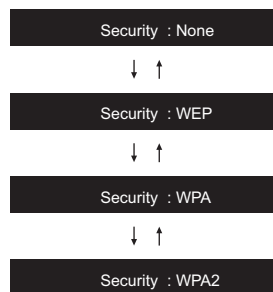 Security : None
↓ ↑
Security : WEP
↓ ↑
Security : WPA
↓ ↑
Security : WPA2